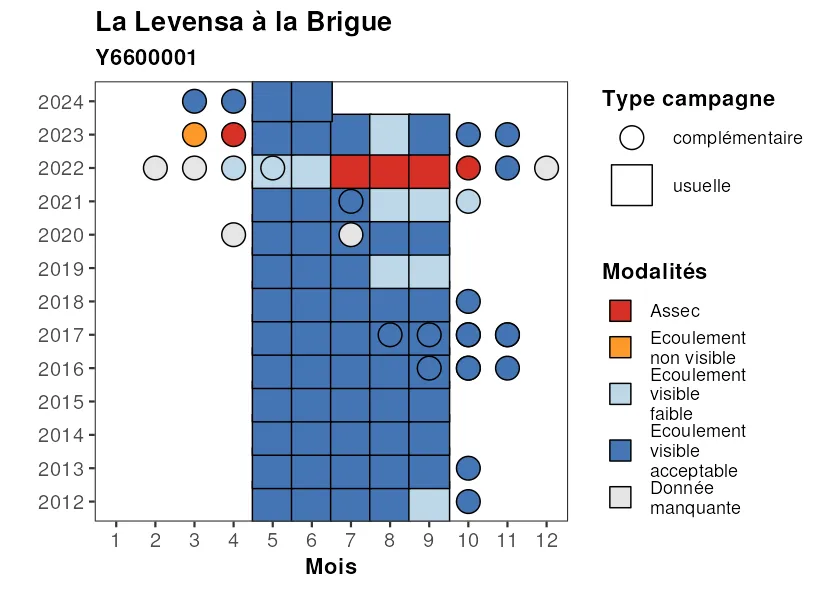 La Levensa à la Brigue
Y6600001
2024
2023
2022
2021
2020
2019
2018
2017
2016
2015
2014
2013
2012
1 2 3 4 5 6 7 8 9 10 11 12
Mois
Type campagne
complémentaire
usuelle
Modalités
Assec
Ecoulement
non visible
Ecoulement
visible
faible
Ecoulement
visible
acceptable
Donnée
manquante